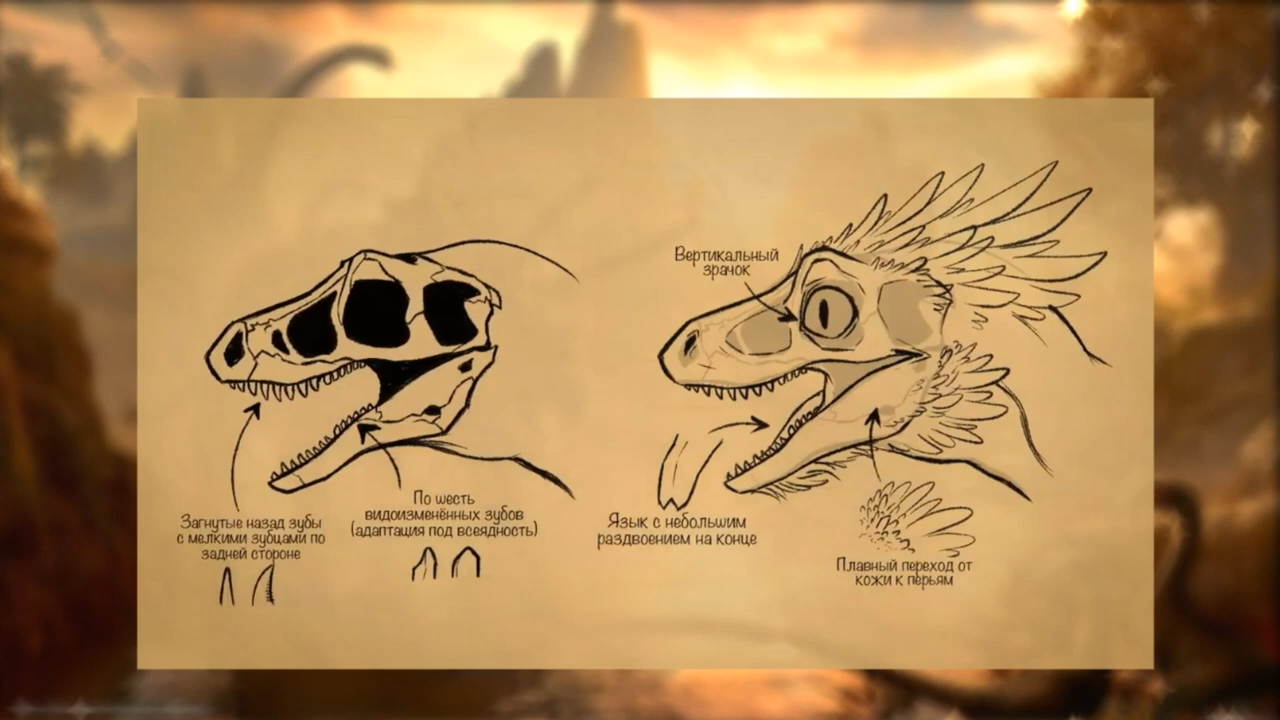 Вертикальный
зрачок
Загнутые назад зубы
с мелкими зубцами по
задней стороне
По шесть
видоизменённых зубов
(адаптация под всеядность)
Язык с небольшим
раздвоением на конце
Плавный переход от
кожи к перьям